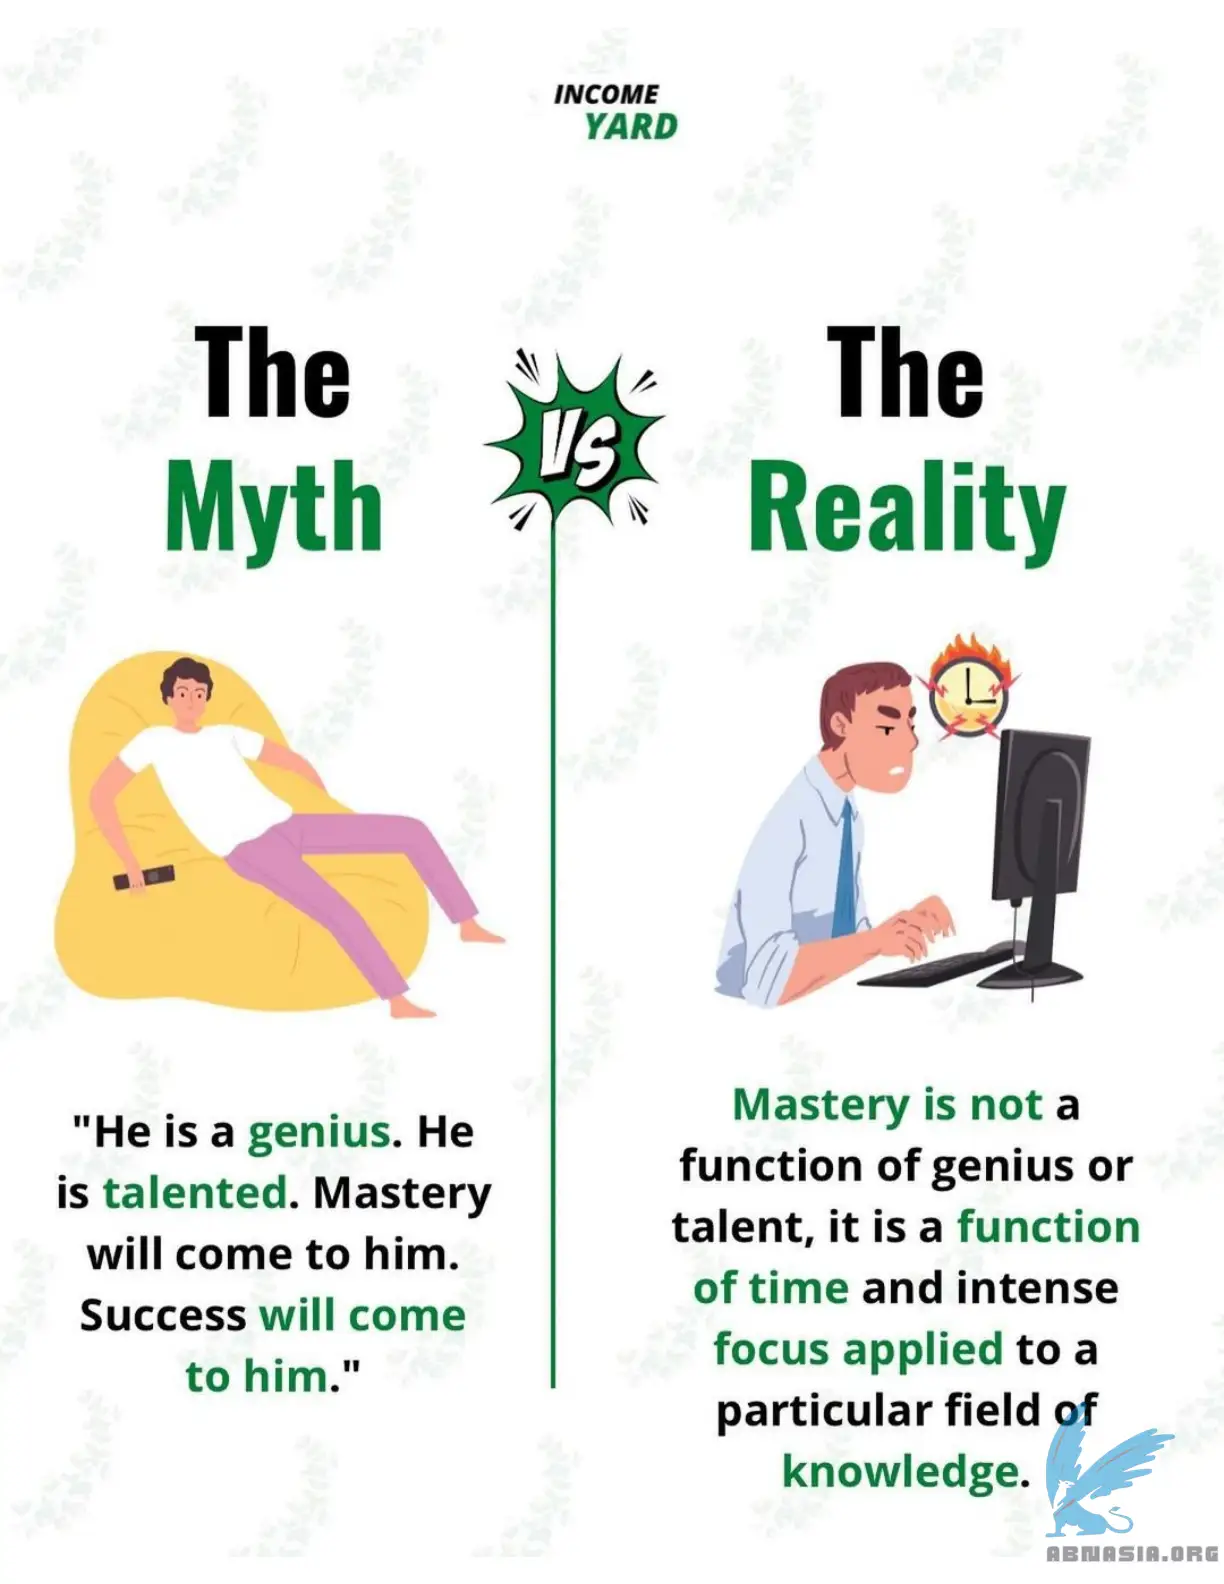 INCOME
YARD
The
Myth
VS
The
Reality
"He is a genius. He
is talented. Mastery
will come to him.
Success will come
to him."
Mastery is not a
function of genius or
talent, it is a function
of time and intense
focus applied to a
particular field of
knowledge.
ABNASIA.ORG